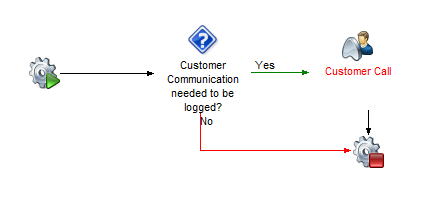 Customer
Communication
needed to be
logged?
Yes
No
Customer Call